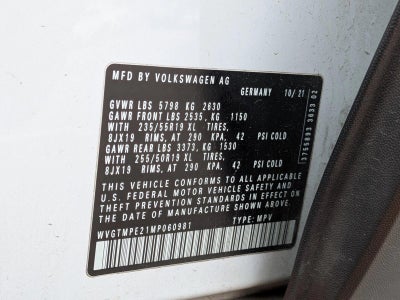 MFD BY VOLKSWAGEN AG
GERMANY 10/21
GVWR LBS 5798 KG 2630
GAWR FRONT LBS 2535, KG 1150
WITH 235/55R19 XL TIRES,
8JX19 RIMS, AT 290 KPA, 42 PSI COLD
GAWR REAR LBS 3373, KG 1530
WITH 255/50R19 XL TIRES,
8JX19 RIMS, AT 290 KPA, 42 PSI COLD
THIS VEHICLE CONFORMS TO ALL APPLICABLE
U.S. FEDERAL MOTOR VEHICLE SAFETY AND
THEFT PREVENTION STANDARDS IN EFFECT ON
THE DATE OF MANUFACTURE SHOWN ABOVE.
WVGTMPE21MP060981 TYPE: MPV
3755883 3633 02